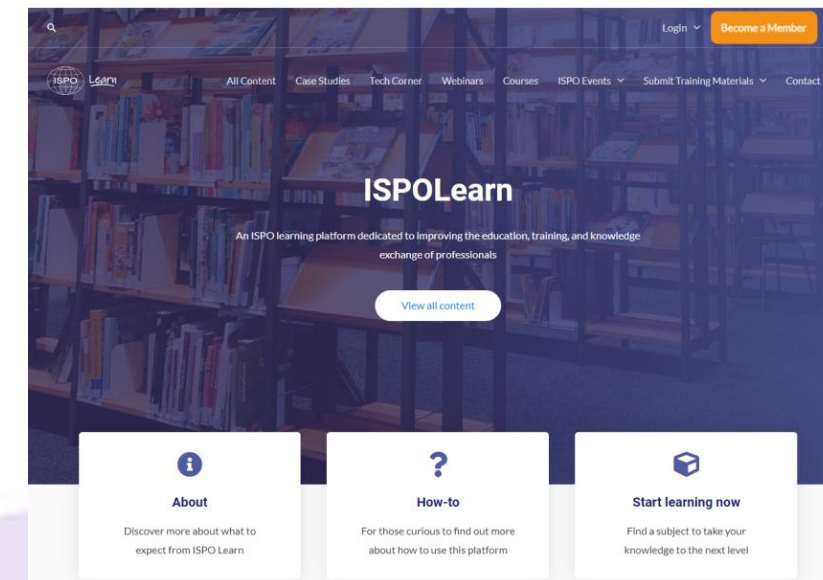 Login
Become a Member
ISPO Learn
All Content Case Studies Tech Corner Webinars Courses ISPO Events Submit Training Materials Contact
ISPOLearn
An ISPO learning platform dedicated to improving the education, training, and knowledge
exchange of professionals
View all content
About
Discover more about what to
expect from ISPO Learn
How-to
For those curious to find out more
about how to use this platform
Start learning now
Find a subject to take your
knowledge to the next level